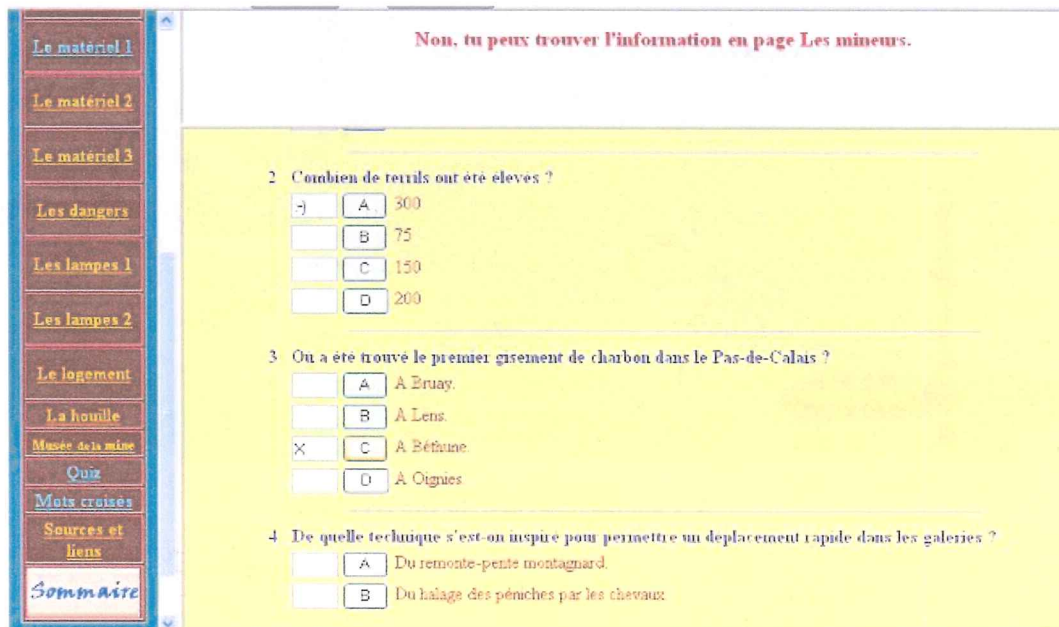 Le matériel 1
Le matériel 2
Le matériel 3
Les dangers
Les lampes 1
Les lampes 2
Le logement
La houille
Musée de la mine
Quiz
Mots croisés
Sources et
liens
Sommaire
Non, tu peux trouver l'information en page Les mineurs.
2 Combien de terrils ont été élevés ?
:-) A 300
B 75
C 150
D 200
3 Où a été trouvé le premier gisement de charbon dans le Pas-de-Calais ?
A A Bruay.
B A Lens.
X C A Béthune.
D A Oignies.
4 De quelle technique s'est-on inspiré pour permettre un déplacement rapide dans les galeries ?
A Du remonte-pente montagnard.
B Du halage des péniches par les chevaux.